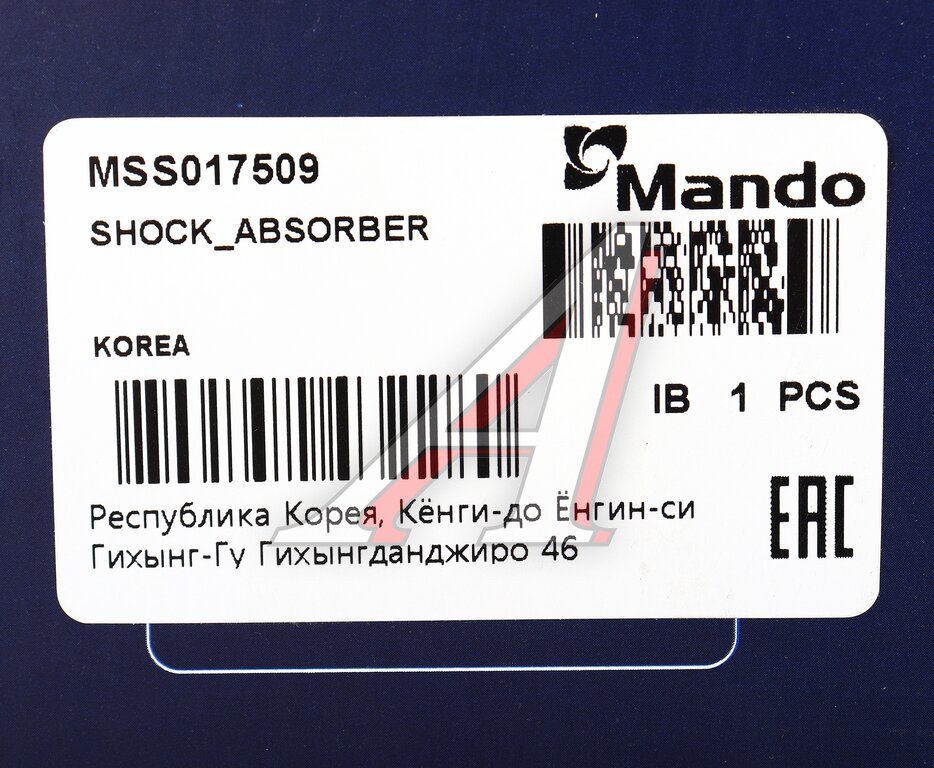 MSS017509
Mando
SHOCK_ABSORBER
KOREA
IB 1 PCS
Республика Корея, Кёнги-до Ёнгин-си
Гихынг-Гу Гихынгданджиро 46
EAC